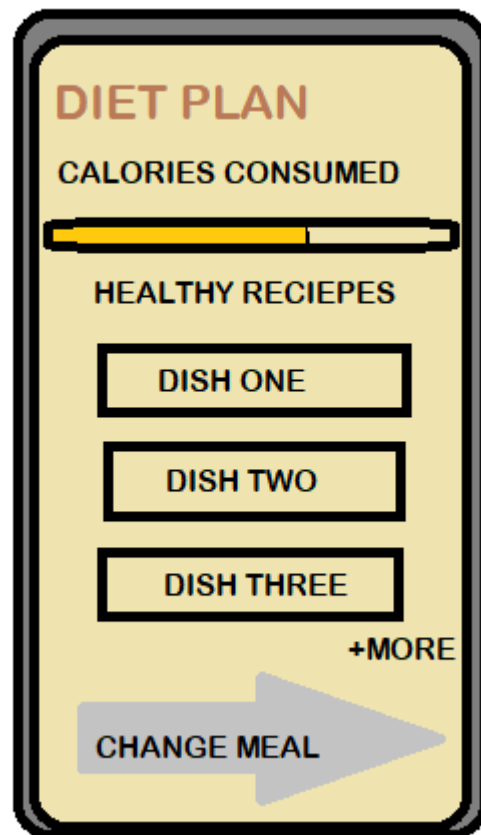 DIET PLAN
CALORIES CONSUMED
HEALTHY RECIEPES
DISH ONE
DISH TWO
DISH THREE
+MORE
CHANGE MEAL